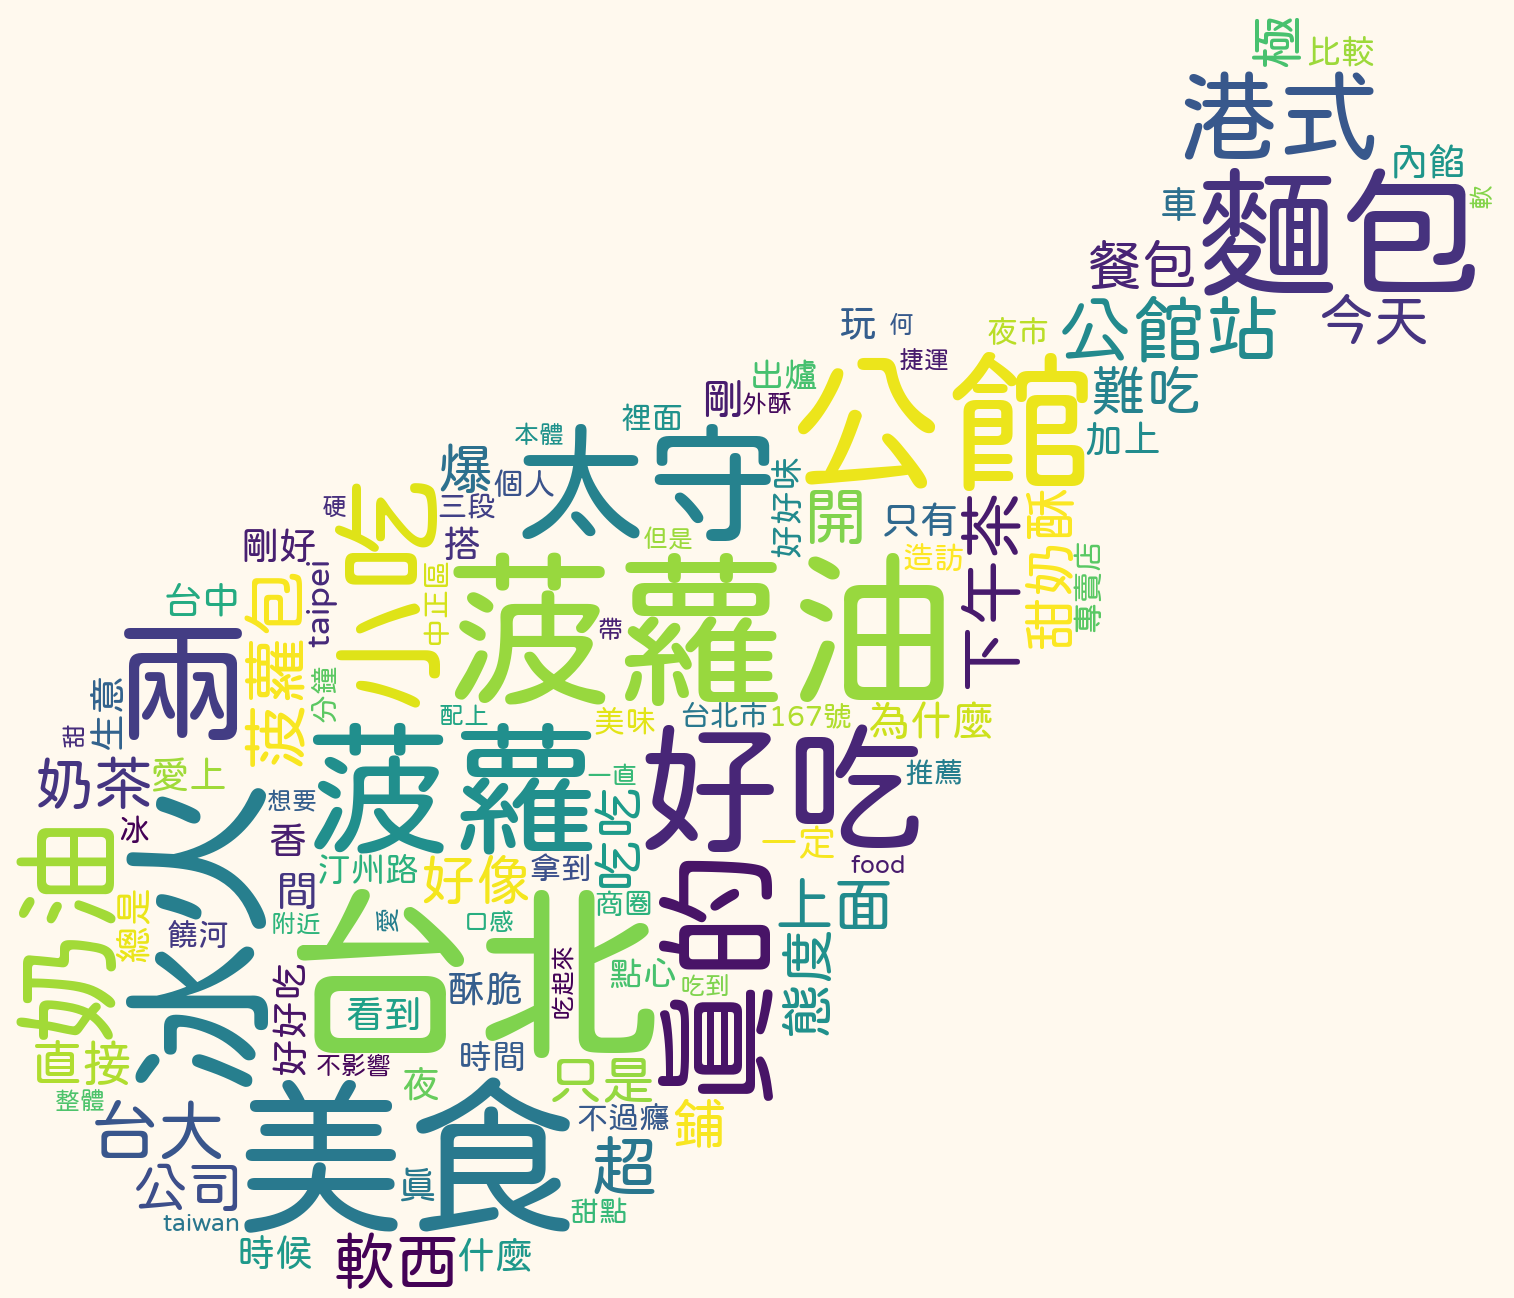 極
比較
港式
內餡
車
麵包
軟
餐包
公館站
今天
玩
何
夜市
捷運
公館
出爐
剛
外酥
難吃
加上
裡面
本體
太守
爆
個人
三段
好好味
開
只有
下午茶
甜奶酥
硬
小吃
搭
但是
造訪
專賣店
剛好
taipei
中正區
菠蘿油
台中
菠蘿包
帶
兩
分鐘
生意
甜
配上
美味
台北市
167號
為什麼
奶茶
愛上
菠蘿
一直
好吃
推薦
冰火
想要
冰
香
吃吃
一定
food
奶油
汀州路
好像
拿到
間
總是
饒河
附近
台北
愛
口感
商圈
真的
上面
態度
好好吃
看到
酥脆
吃起來
點心
吃到
直接
不影響
時間
夜
只是
整體
台大
美食
不過癮
鋪
超
公司
真
甜點
taiwan
時候
軟西
什麼